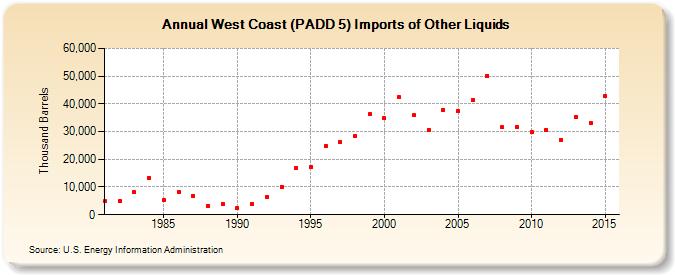 Annual West Coast (PADD 5) Imports of Other Liquids
Thousand Barrels
60,000
50,000
40,000
30,000
20,000
10,000
0
1985 1990 1995 2000 2005 2010 2015
Source: U.S. Energy Information Administration